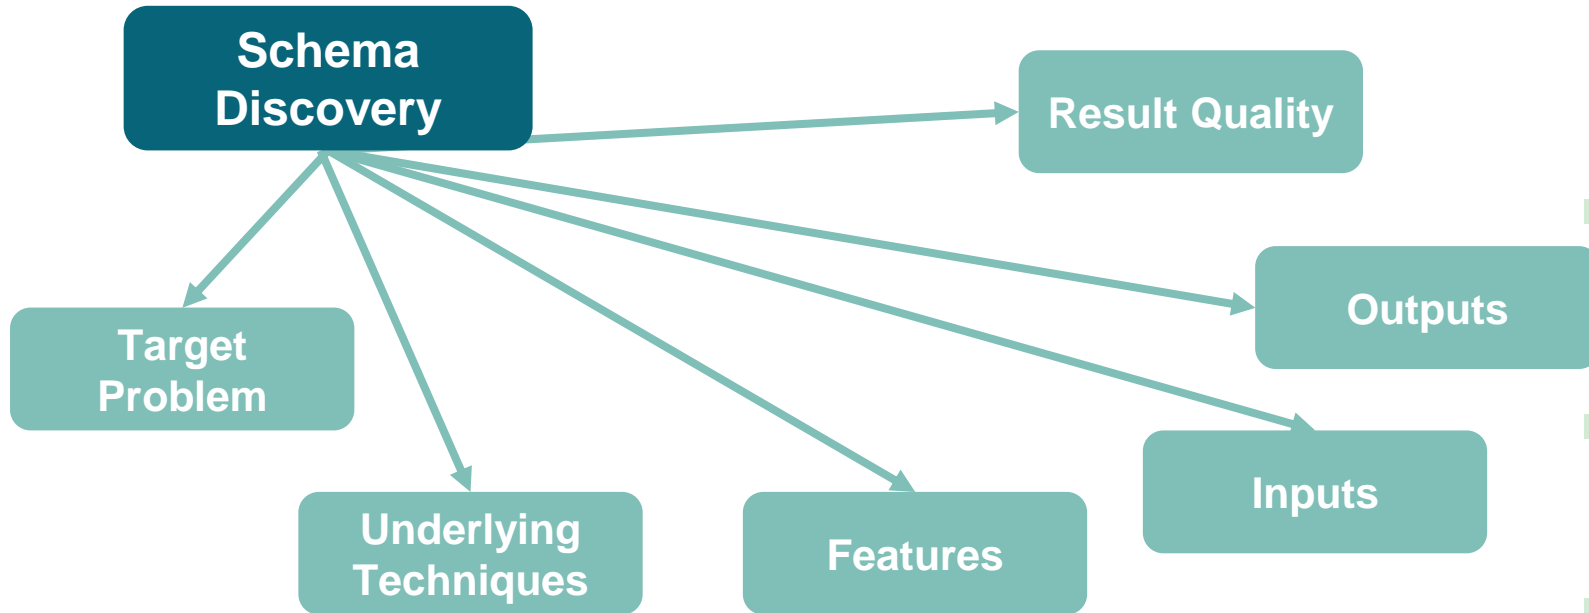 Schema
Discovery
Result Quality
Outputs
Target
Problem
Inputs
Underlying
Techniques
Features